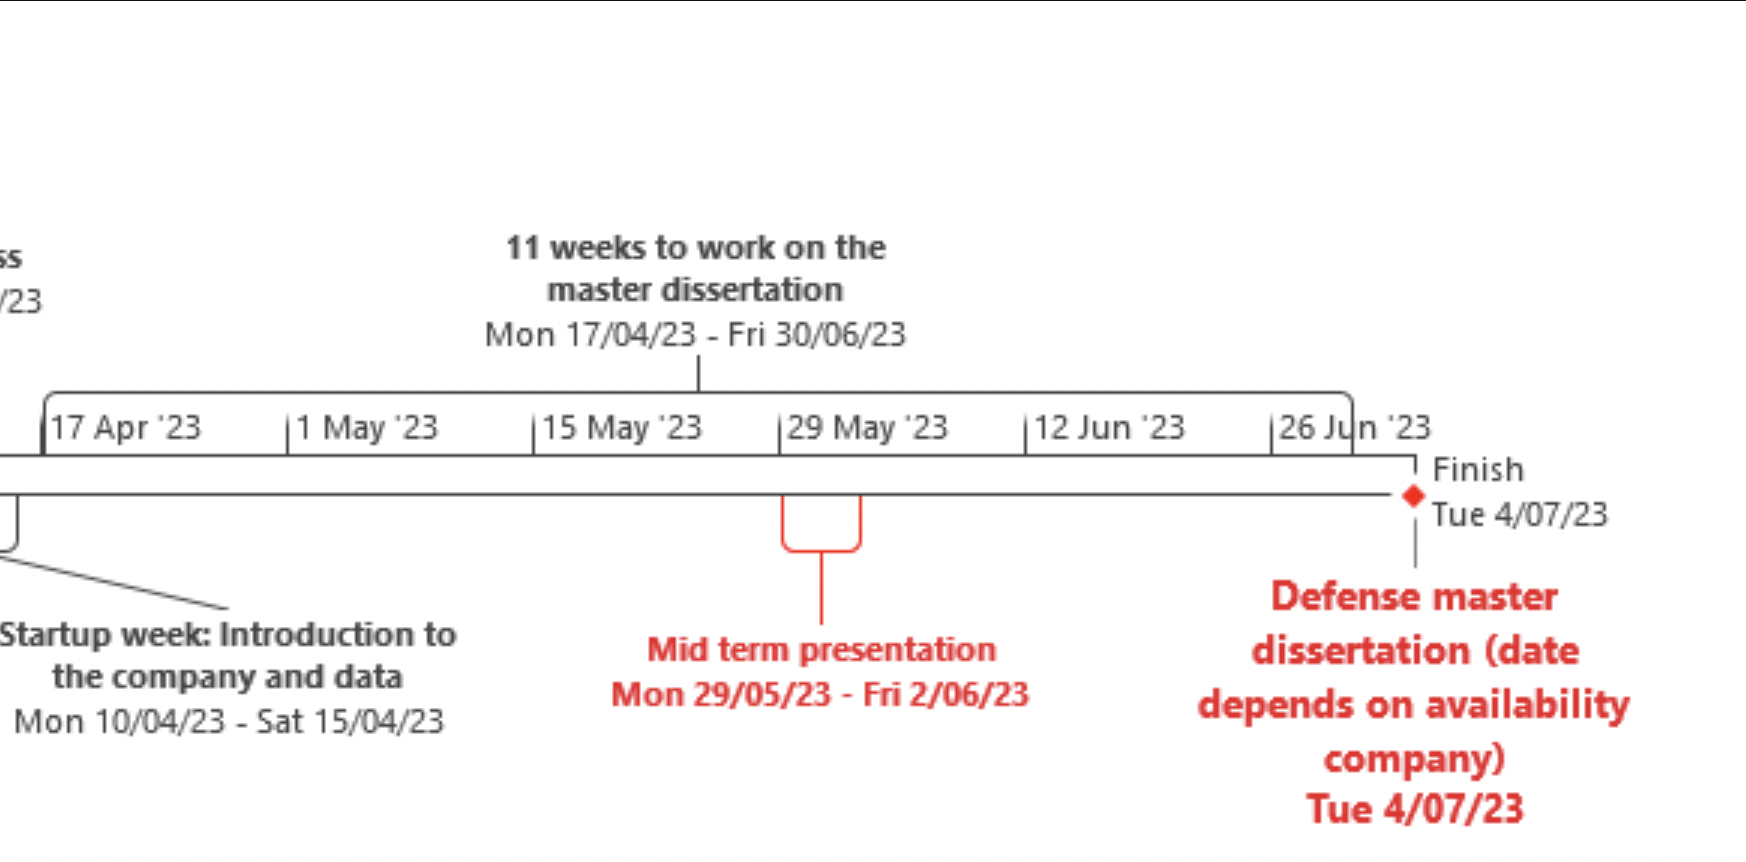 ss
/23
11 weeks to work on the
master dissertation
Mon 17/04/23 - Fri 30/06/23
17 Apr '23
1 May '23
15 May '23
29 May '23
12 Jun '23
26 Jun '23
Finish
Tue 4/07/23
Startup week: Introduction to
the company and data
Mon 10/04/23 - Sat 15/04/23
Mid term presentation
Mon 29/05/23 - Fri 2/06/23
Defense master
dissertation (date
depends on availability
company)
Tue 4/07/23